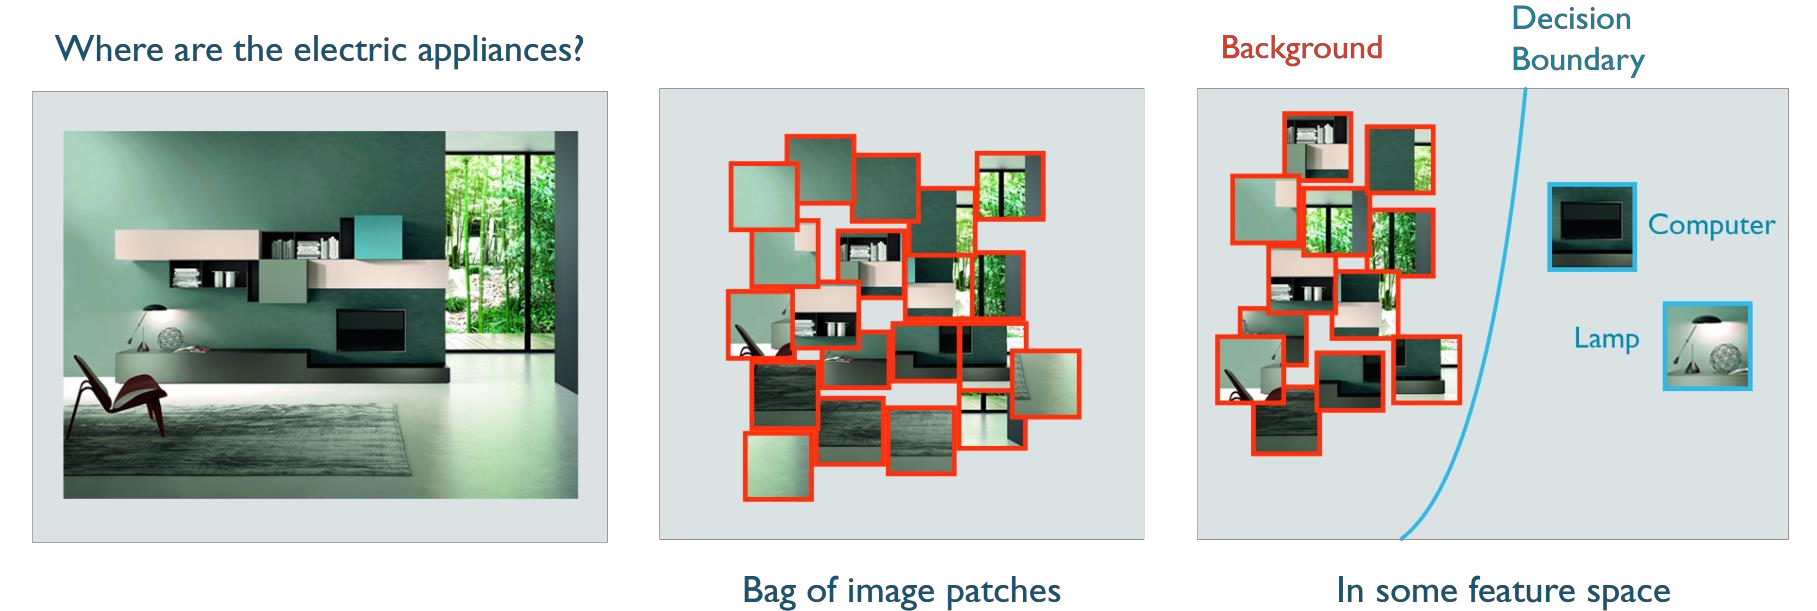 Where are the electric appliances?
Background
Decision
Boundary
Computer
Lamp
Bag of image patches
In some feature space